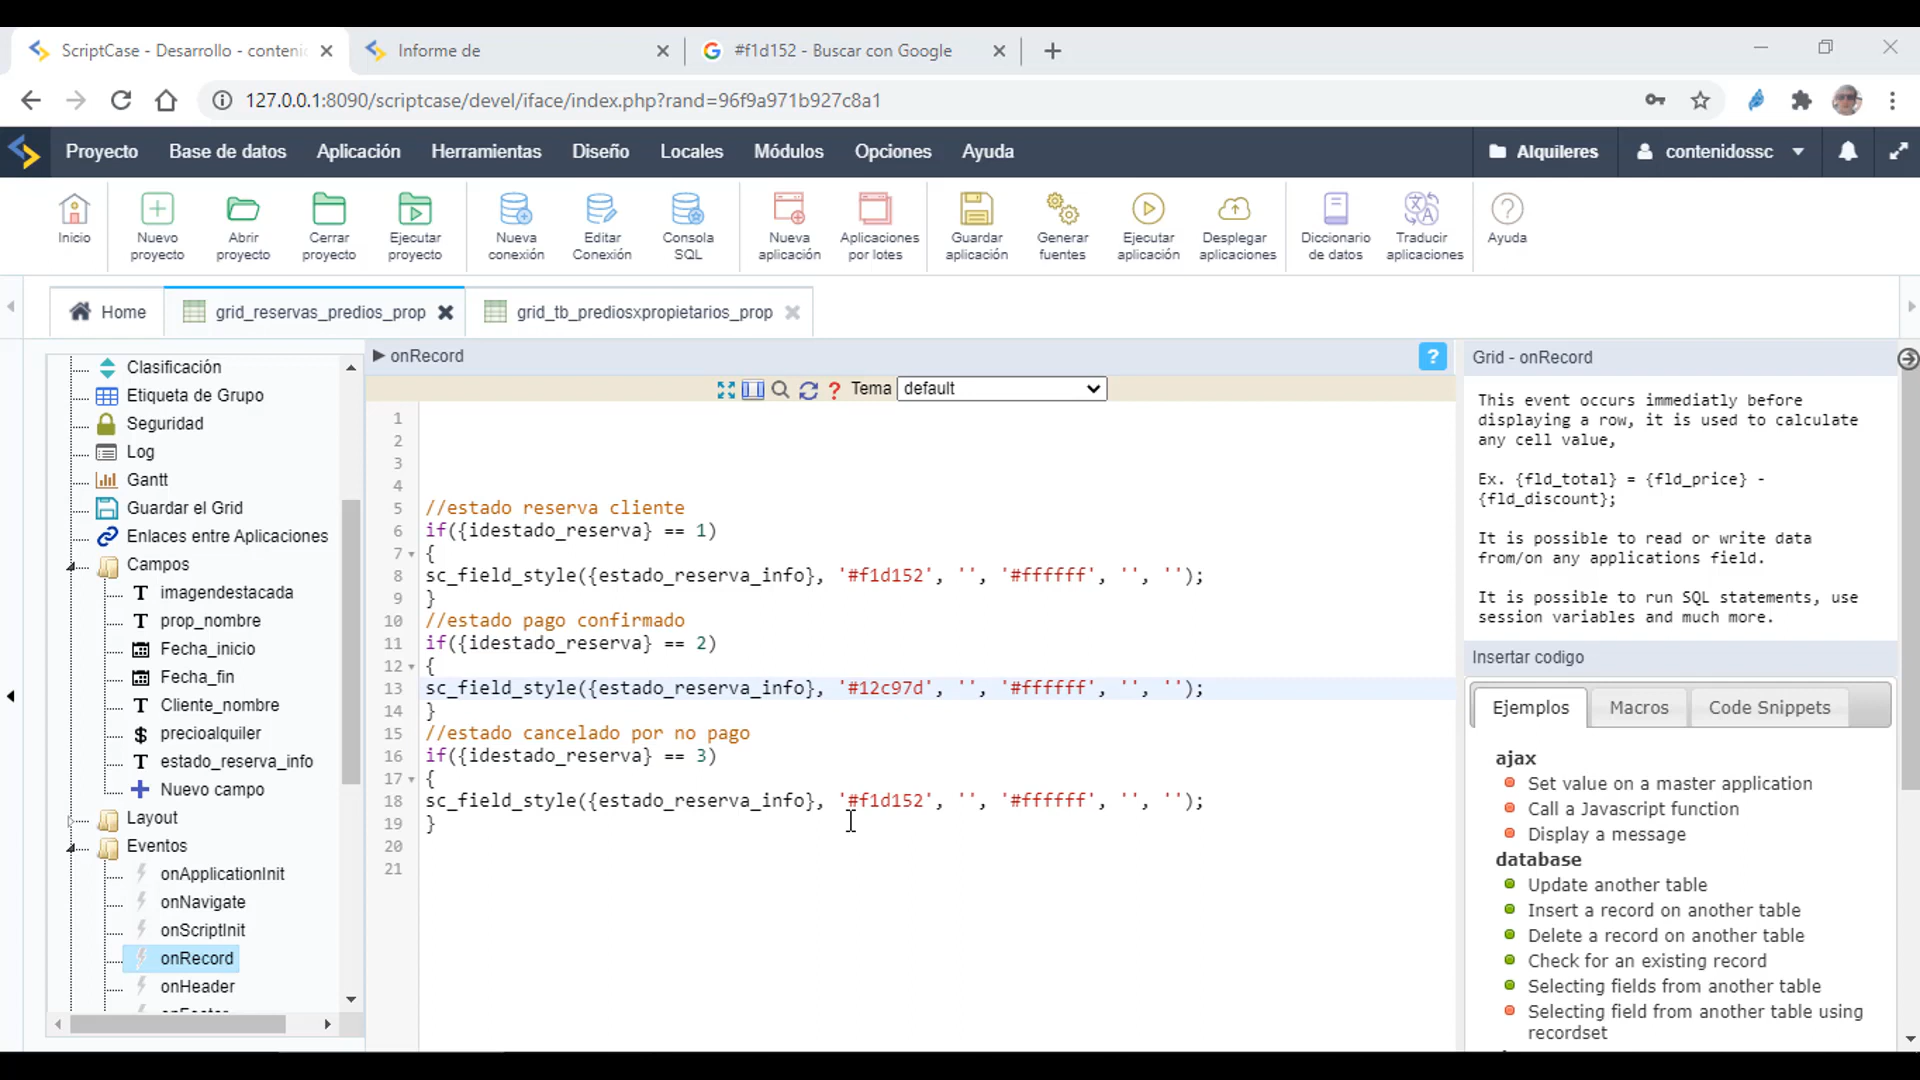 ScriptCase - Desarrollo - conteni
Informe de
#f1d152 - Buscar con Google
127.0.0.1:8090/scriptcase/devel/iface/index.php?rand=96f9a971b927c8a1
Proyecto
Base de datos
Aplicación
Herramientas
Diseño
Locales
Módulos
Opciones
Ayuda
Alquileres
contenidossc
Inicio
Nuevo proyecto
Abrir proyecto
Cerrar proyecto
Ejecutar proyecto
Nueva conexión
Editar Conexión
Consola SQL
Nueva aplicación
Aplicaciones por lotes
Guardar aplicación
Generar fuentes
Ejecutar aplicación
Desplegar aplicaciones
Diccionario de datos
Traducir aplicaciones
Ayuda
Home
grid_reservas_predios_prop
grid_tb_prediosxpropietarios_prop
Clasificación
Etiqueta de Grupo
Seguridad
Log
Gantt
Guardar el Grid
Enlaces entre Aplicaciones
Campos
imagendestacada
prop_nombre
Fecha_inicio
Fecha_fin
Cliente_nombre
precioalquiler
estado_reserva_info
Nuevo campo
Layout
Eventos
onApplicationInit
onNavigate
onScriptInit
onRecord
onHeader
onRecord
?
? Tema default
1
2
3
4
5 //estado reserva cliente
6 if({idestado_reserva} == 1)
7 {
8 sc_field_style({estado_reserva_info}, '#f1d152', '', '#ffffff', '', '');
9 }
10 //estado pago confirmado
11 if({idestado_reserva} == 2)
12 {
13 sc_field_style({estado_reserva_info}, '#12c97d', '', '#ffffff', '', '');
14 }
15 //estado cancelado por no pago
16 if({idestado_reserva} == 3)
17 {
18 sc_field_style({estado_reserva_info}, '#f1d152', '', '#ffffff', '', '');
19 }
20
21
Grid - onRecord
This event occurs immediatly before
displaying a row, it is used to calculate
any cell value,
Ex. {fld_total} = {fld_price} -
{fld_discount};
It is possible to read or write data
from/on any applications field.
It is possible to run SQL statements, use
session variables and much more.
Insertar codigo
Ejemplos
Macros
Code Snippets
ajax
Set value on a master application
Call a Javascript function
Display a message
database
Update another table
Insert a record on another table
Delete a record on another table
Check for an existing record
Selecting fields from another table
Selecting field from another table using
recordset